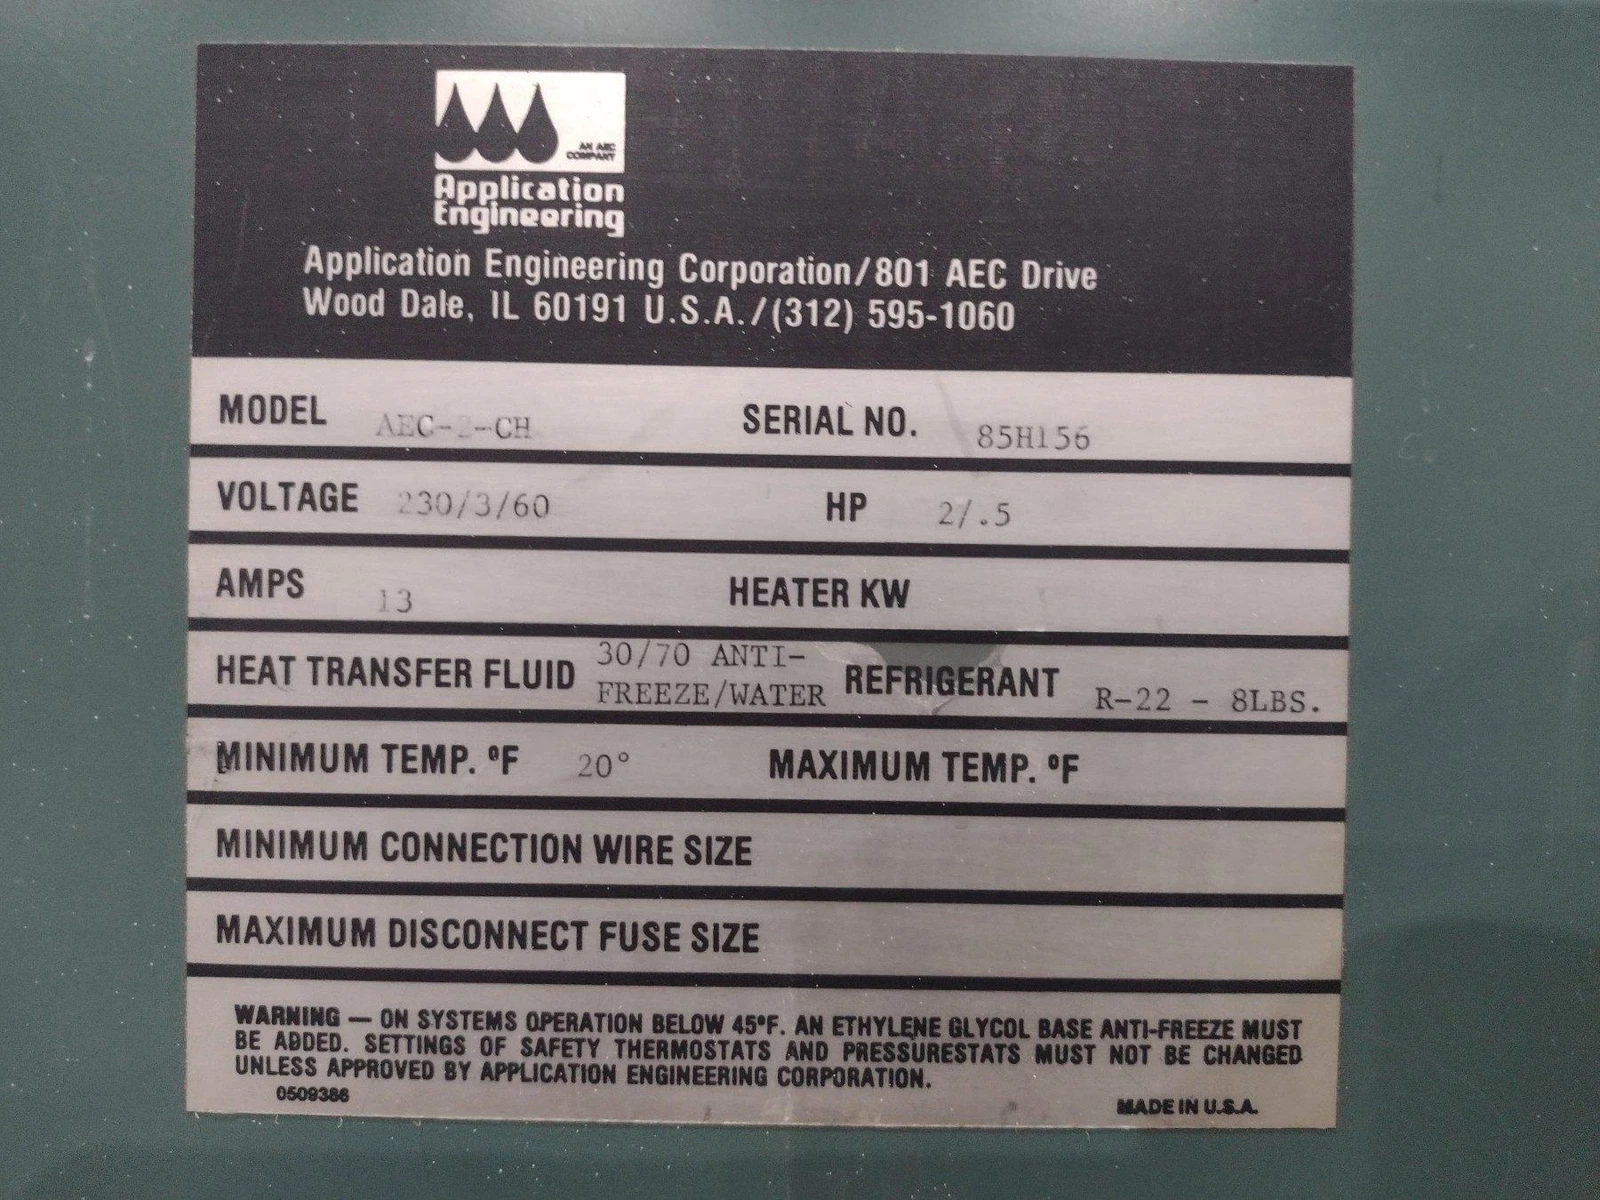 AN AEC
COMPANY
Application
Engineering
Application Engineering Corporation/801 AEC Drive
Wood Dale, IL 60191 U.S.A./(312) 595-1060
MODEL AEC-2-CH SERIAL NO. 85H156
VOLTAGE 230/3/60 HP 2/.5
AMPS 13 HEATER KW
HEAT TRANSFER FLUID 30/70 ANTI-
FREEZE/WATER REFRIGERANT R-22 - 8LBS.
MINIMUM TEMP. ºF 20° MAXIMUM TEMP. ºF
MINIMUM CONNECTION WIRE SIZE
MAXIMUM DISCONNECT FUSE SIZE
WARNING — ON SYSTEMS OPERATION BELOW 45ºF. AN ETHYLENE GLYCOL BASE ANTI-FREEZE MUST
BE ADDED. SETTINGS OF SAFETY THERMOSTATS AND PRESSURESTATS MUST NOT BE CHANGED
UNLESS APPROVED BY APPLICATION ENGINEERING CORPORATION.
0509386
MADE IN U.S.A.